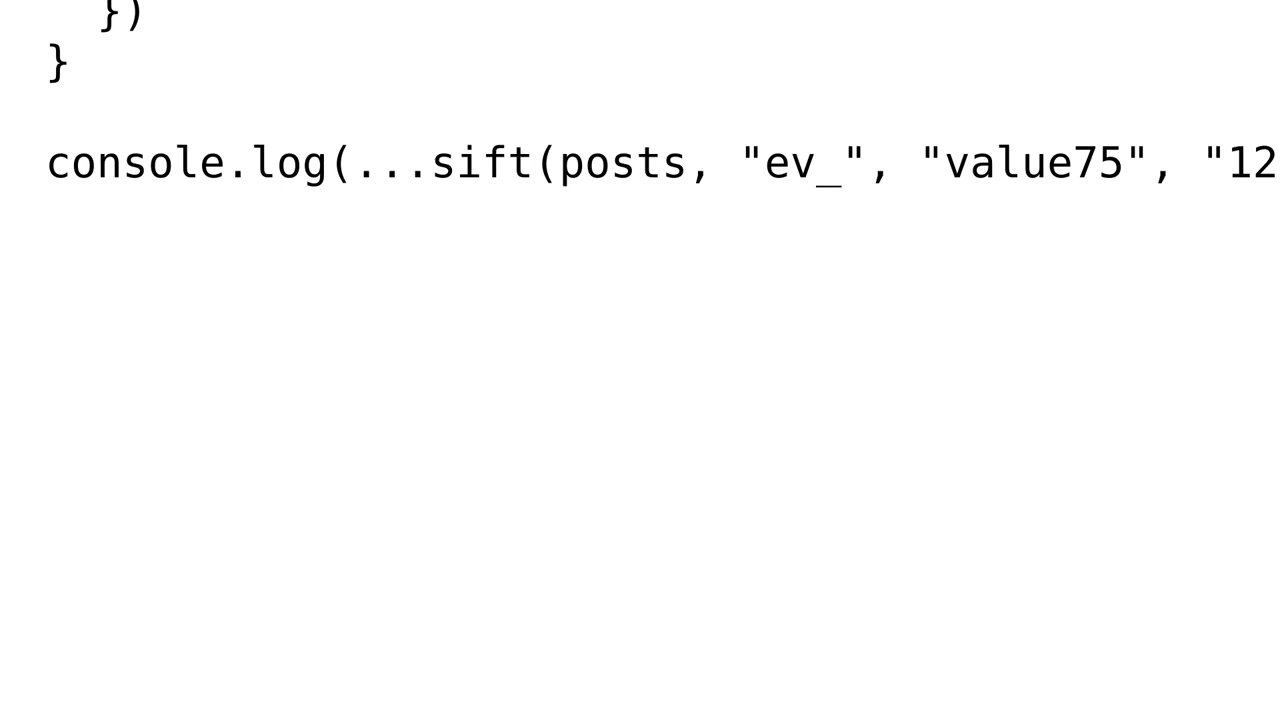 })
}
console.log(...sift(posts, "ev_", "value75", "12